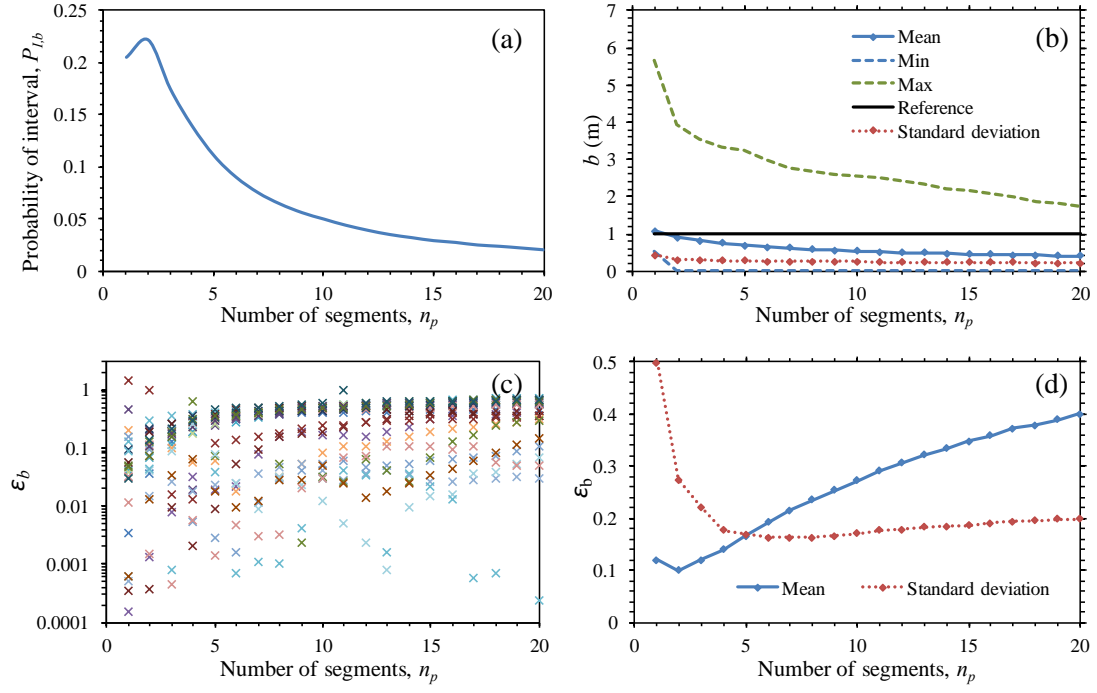 (a)
Probability of interval, P_{I,b}
0.25
0.2
0.15
0.1
0.05
0
0 5 10 15 20
Number of segments, n_p
(b)
b (m)
7
6
5
4
3
2
1
0
Mean
Min
Max
Reference
Standard deviation
0 5 10 15 20
Number of segments, n_p
(c)
ε_b
1
0.1
0.01
0.001
0.0001
0 5 10 15 20
Number of segments, n_p
(d)
ε_b
0.5
0.4
0.3
0.2
0.1
0
Mean
Standard deviation
0 5 10 15 20
Number of segments, n_p